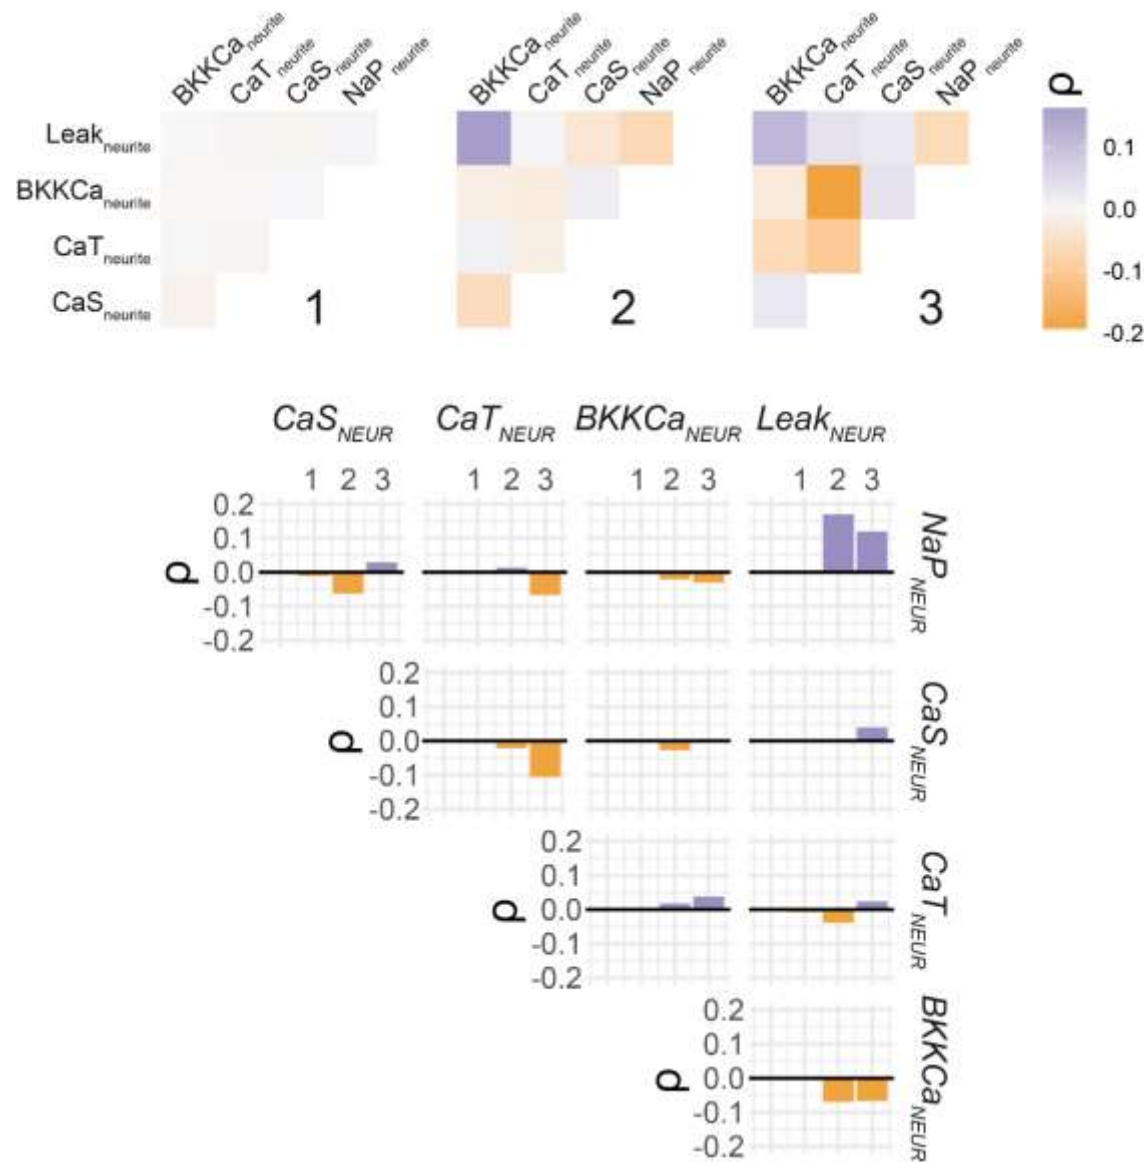 BKKCa neurite CaT neurite CaS neurite NaP neurite
BKKCa neurite CaT neurite CaS neurite NaP neurite
BKKCa neurite CaT neurite CaS neurite NaP neurite
ρ
Leak neurite
BKKCa neurite
CaT neurite
CaS neurite
1
2
3
0.1
0.0
-0.1
-0.2
CaS NEUR CaT NEUR BKKCa NEUR Leak NEUR
1 2 3 1 2 3 1 2 3 1 2 3
0.2
0.1
0.0
-0.1
-0.2
ρ
NaP NEUR
0.2
0.1
0.0
-0.1
-0.2
ρ
CaS NEUR
0.2
0.1
0.0
-0.1
-0.2
ρ
CaT NEUR
0.2
0.1
0.0
-0.1
-0.2
ρ
BKKCa NEUR